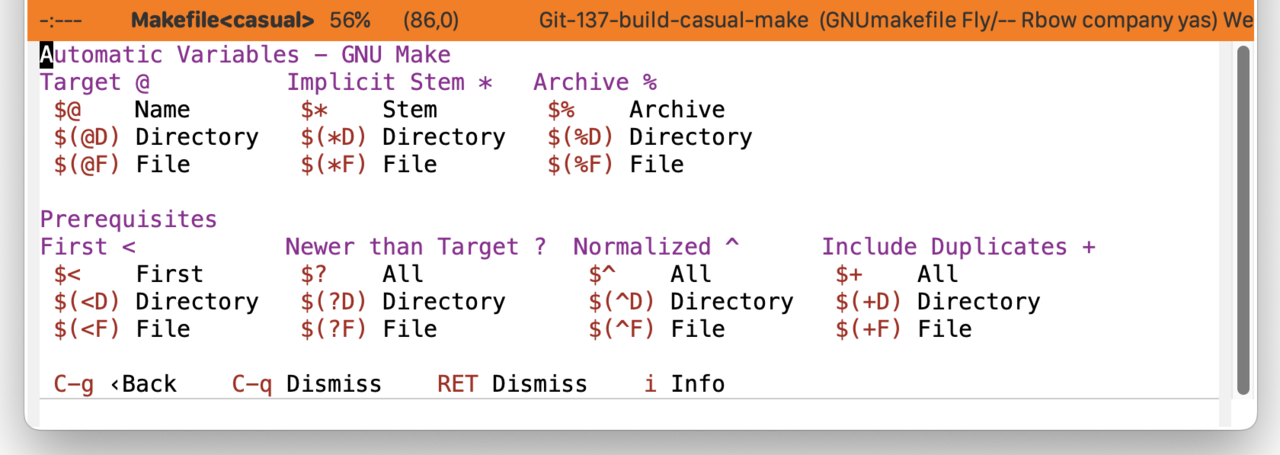 -:--- Makefile<casual> 56% (86,0) Git-137-build-casual-make (GNUmakefile Fly/-- Rbow company yas) We
Automatic Variables – GNU Make
Target @ Implicit Stem * Archive %
$@ Name $* Stem $% Archive
$(@D) Directory $(*D) Directory $(%D) Directory
$(@F) File $(*F) File $(%F) File
Prerequisites
First < Newer than Target ? Normalized ^ Include Duplicates +
$< First $? All $^ All $+ All
$(<D) Directory $(?D) Directory $(^D) Directory $(+D) Directory
$(<F) File $(?F) File $(^F) File $(+F) File
C-g ‹Back C-q Dismiss RET Dismiss i Info